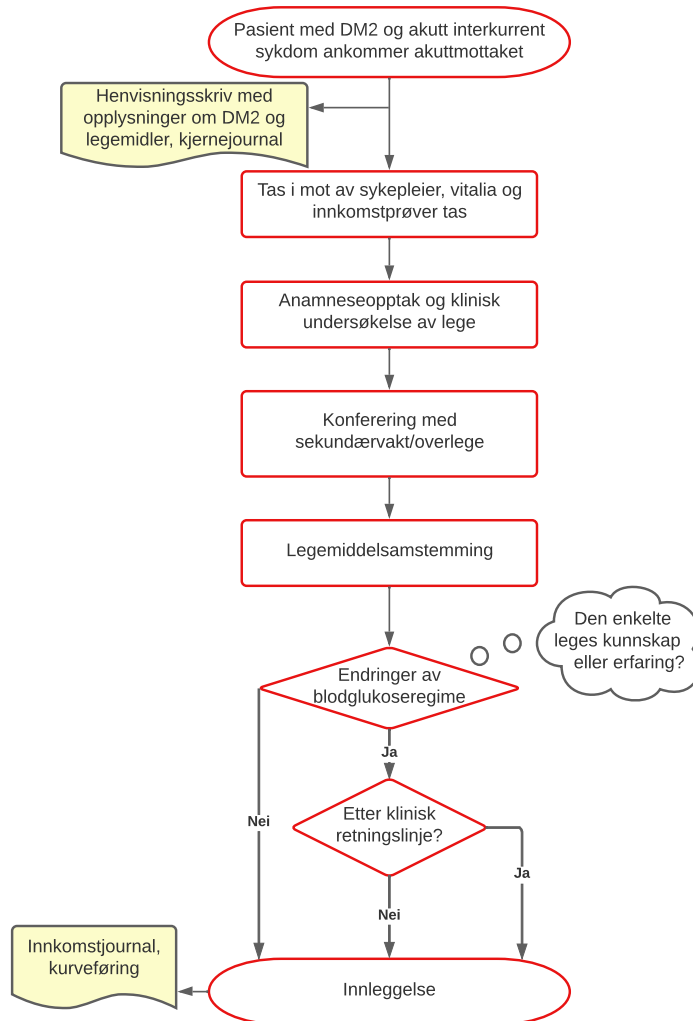 Pasient med DM2 og akutt interkurrent
sykdom ankommer akuttmottaket
Henvisningsskriv med
opplysninger om DM2 og
legemidler, kjernejournal
Tas i mot av sykepleier, vitalia og
innkomstprøver tas
Anamneseopptak og klinisk
undersøkelse av lege
Konferering med
sekundærvakt/overlege
Legemiddelsamstemming
Den enkelte
leges kunnskap
eller erfaring?
Endringer av
blodglukoseregime
Ja
Nei
Etter klinisk
retningslinje?
Ja
Nei
Innkomstjournal,
kurveføring
Innleggelse